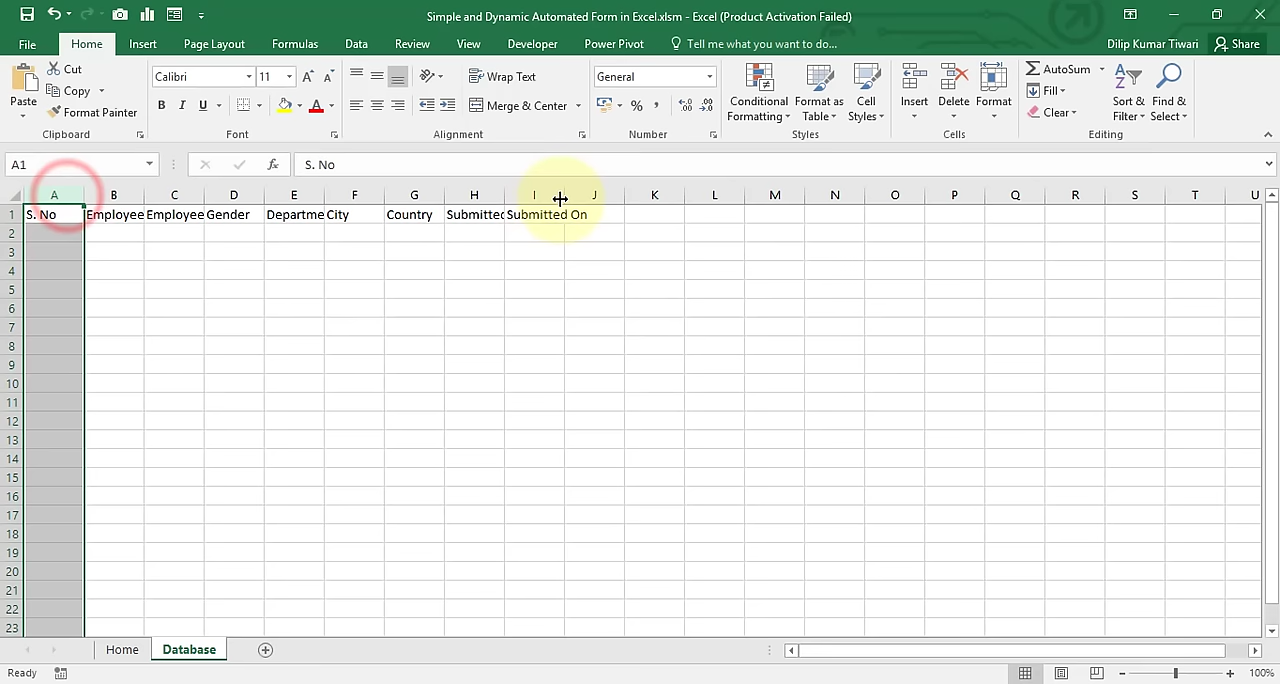 Simple and Dynamic Automated Form in Excel.xlsm - Excel (Product Activation Failed)
File Home Insert Page Layout Formulas Data Review View Developer Power Pivot Tell me what you want to do... Dilip Kumar Tiwari Share
Paste Cut Copy Format Painter
Calibri 11 A A B I U A
Wrap Text Merge & Center
General % ,
Conditional Formatting Format as Table Cell Styles
Insert Delete Format
AutoSum Fill Clear Sort & Filter Find & Select
Clipboard Font Alignment Number Styles Cells Editing
A1 fx S. No
A B C D E F G H I J K L M N O P Q R S T U
1 S. No Employee Employee Gender Departme City Country Submitted Submitted On
2
3
4
5
6
7
8
9
10
11
12
13
14
15
16
17
18
19
20
21
22
23
Home Database
Ready 100%